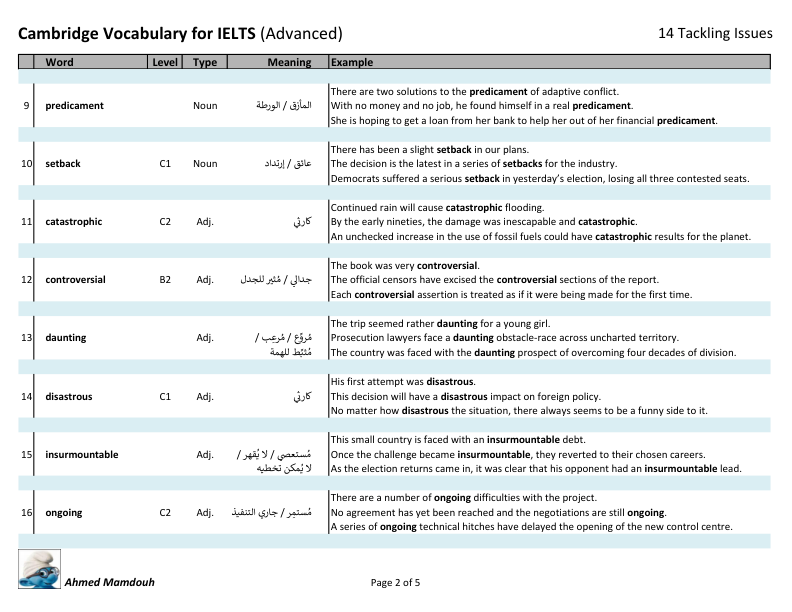 Cambridge Vocabulary for IELTS (Advanced) 14 Tackling Issues
Word Level Type Meaning Example
There are two solutions to the predicament of adaptive conflict.
9 predicament Noun المأزق / الورطة With no money and no job, he found himself in a real predicament.
She is hoping to get a loan from her bank to help her out of her financial predicament.
There has been a slight setback in our plans.
10 setback C1 Noun عائق / إرتداد The decision is the latest in a series of setbacks for the industry.
Democrats suffered a serious setback in yesterday's election, losing all three contested seats.
Continued rain will cause catastrophic flooding.
11 catastrophic C2 Adj. كارثي By the early nineties, the damage was inescapable and catastrophic.
An unchecked increase in the use of fossil fuels could have catastrophic results for the planet.
The book was very controversial.
12 controversial B2 Adj. جدالي / مُثير للجدل The official censors have excised the controversial sections of the report.
Each controversial assertion is treated as if it were being made for the first time.
The trip seemed rather daunting for a young girl.
13 daunting Adj. مُروِّع / مُرعِب / Prosecution lawyers face a daunting obstacle-race across uncharted territory.
مُثبِّط للهمة The country was faced with the daunting prospect of overcoming four decades of division.
His first attempt was disastrous.
14 disastrous C1 Adj. كارثي This decision will have a disastrous impact on foreign policy.
No matter how disastrous the situation, there always seems to be a funny side to it.
This small country is faced with an insurmountable debt.
15 insurmountable Adj. مُستعصي / لا يُقهر / Once the challenge became insurmountable, they reverted to their chosen careers.
لا يُمكن تخطيه As the election returns came in, it was clear that his opponent had an insurmountable lead.
There are a number of ongoing difficulties with the project.
16 ongoing C2 Adj. مُستمِر / جاري التنفيذ No agreement has yet been reached and the negotiations are still ongoing.
A series of ongoing technical hitches have delayed the opening of the new control centre.
Ahmed Mamdouh Page 2 of 5